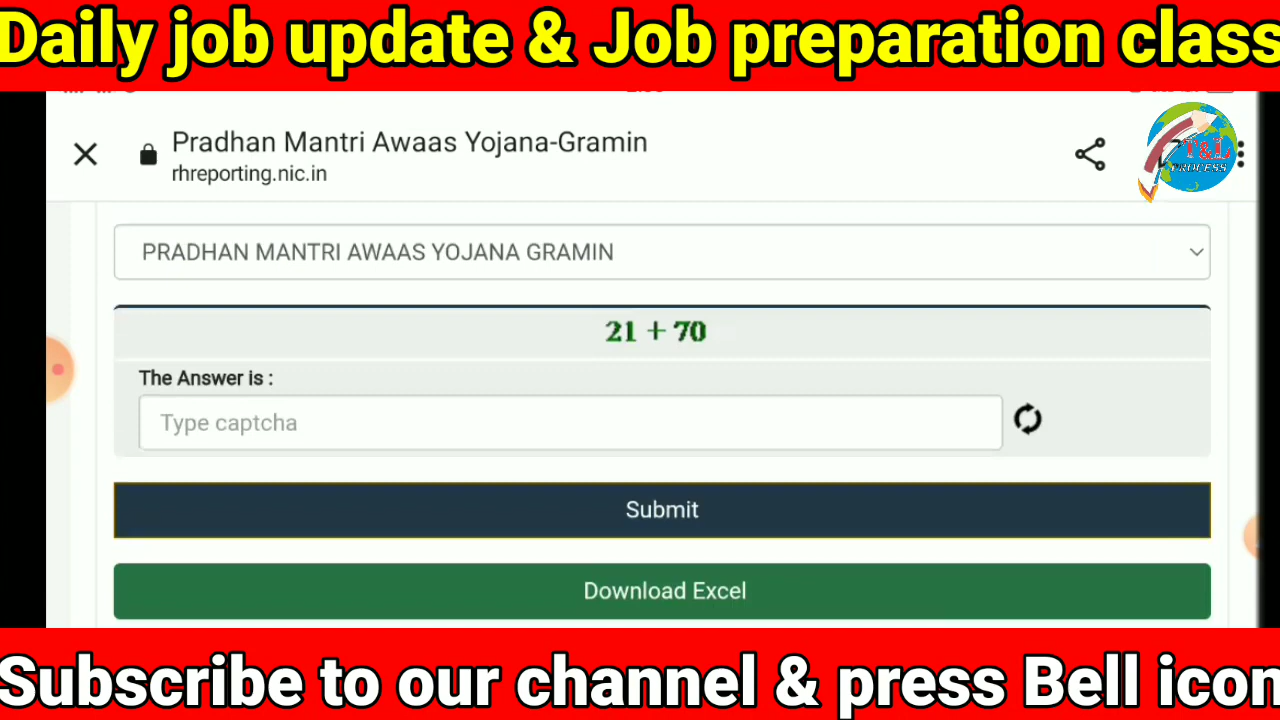 Daily job update & Job preparation class
Pradhan Mantri Awaas Yojana-Gramin
rhreporting.nic.in
T&L
PROCESS
PRADHAN MANTRI AWAAS YOJANA GRAMIN
21 + 70
The Answer is :
Type captcha
Submit
Download Excel
Subscribe to our channel & press Bell icon